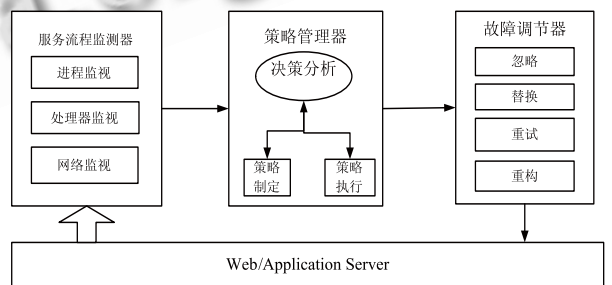 服务流程监测器
进程监视
处理器监视
网络监视
策略管理器
决策分析
策略
制定
策略
执行
故障调节器
忽略
替换
重试
重构
Web/Application Server